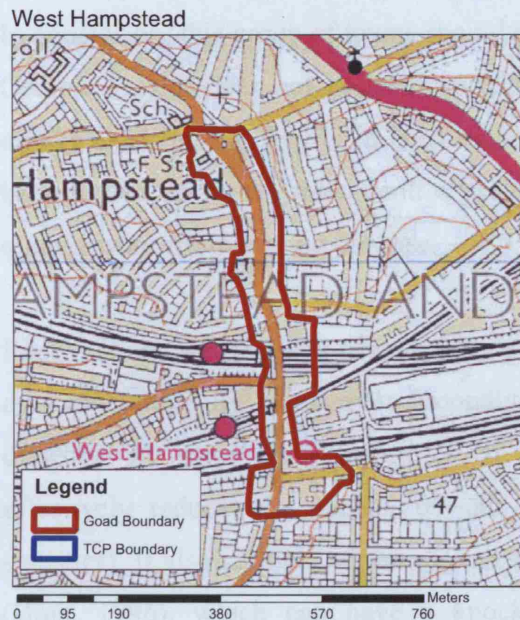 West Hampstead
Coll
Sch
F St
Hampstead
AMPSTEAD AND
West Hampstead
Legend
Goad Boundary
TCP Boundary
47
Meters
0 95 190 380 570 760